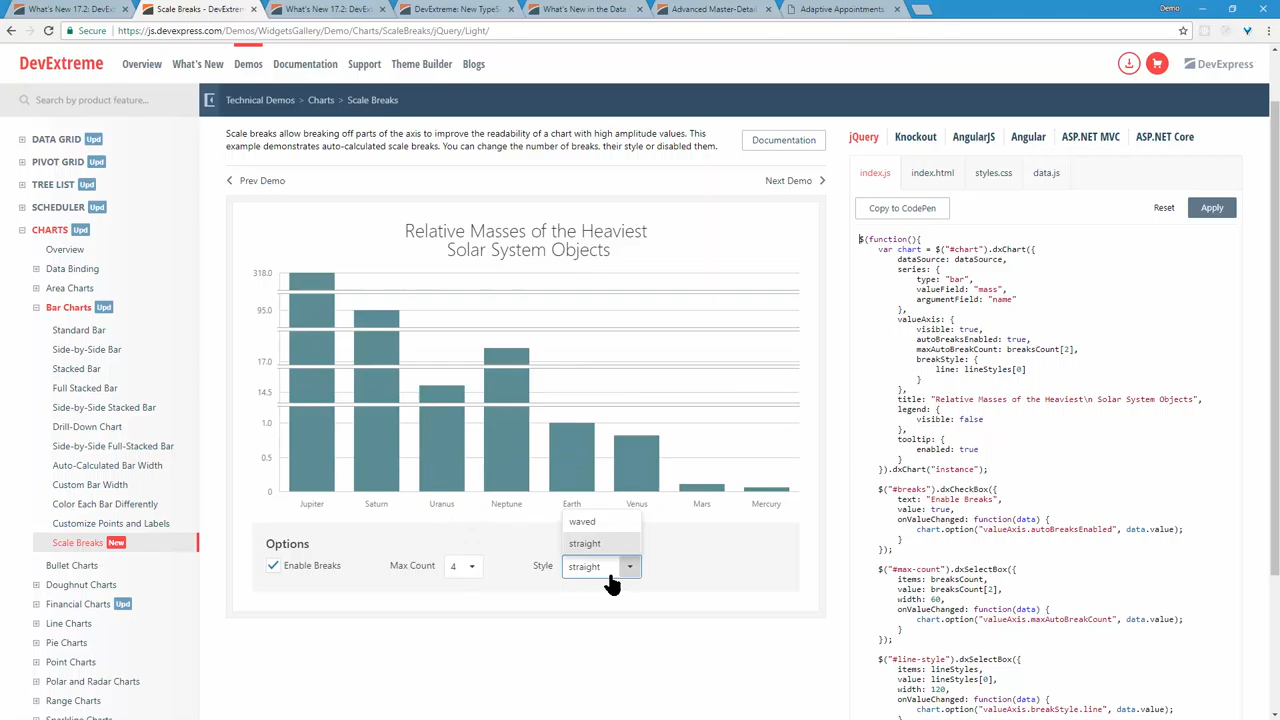 What's New 17.2: DevExt
Scale Breaks - DevExtrem
What's New 17.2: DevExt
DevExtreme: New TypeSc
What's New in the Data
Advanced Master-Detail
Adaptive Appointments
Demo
Secure
https://js.devexpress.com/Demos/WidgetsGallery/Demo/Charts/ScaleBreaks/jQuery/Light/
DevExtreme
Overview
What's New
Demos
Documentation
Support
Theme Builder
Blogs
DevExpress
Search by product feature...
Technical Demos > Charts > Scale Breaks
DATA GRID Upd
PIVOT GRID Upd
TREE LIST Upd
SCHEDULER Upd
CHARTS Upd
Overview
Data Binding
Area Charts
Bar Charts Upd
Standard Bar
Side-by-Side Bar
Stacked Bar
Full Stacked Bar
Side-by-Side Stacked Bar
Drill-Down Chart
Side-by-Side Full-Stacked Bar
Auto-Calculated Bar Width
Custom Bar Width
Color Each Bar Differently
Customize Points and Labels
Scale Breaks New
Bullet Charts
Doughnut Charts
Financial Charts Upd
Line Charts
Pie Charts
Point Charts
Polar and Radar Charts
Range Charts
Sparkline Charts
Scale breaks allow breaking off parts of the axis to improve the readability of a chart with high amplitude values. This
example demonstrates auto-calculated scale breaks. You can change the number of breaks, their style or disabled them.
Documentation
Prev Demo
Next Demo
Relative Masses of the Heaviest
Solar System Objects
318.0
95.0
17.0
14.5
1.0
0.5
0
Jupiter
Saturn
Uranus
Neptune
Earth
Venus
Mars
Mercury
waved
straight
Options
Enable Breaks
Max Count
4
Style
straight
jQuery
Knockout
AngularJS
Angular
ASP.NET MVC
ASP.NET Core
index.js
index.html
styles.css
data.js
Copy to CodePen
Reset
Apply
$(function(){
var chart = $("#chart").dxChart({
dataSource: dataSource,
series: {
type: "bar",
valueField: "mass",
argumentField: "name"
},
valueAxis: {
visible: true,
autoBreaksEnabled: true,
maxAutoBreakCount: breaksCount[2],
breakStyle: {
line: lineStyles[0]
}
},
title: "Relative Masses of the Heaviest\n Solar System Objects",
legend: {
visible: false
},
tooltip: {
enabled: true
}
}).dxChart("instance");
$("#breaks").dxCheckBox({
text: "Enable Breaks",
value: true,
onValueChanged: function(data) {
chart.option("valueAxis.autoBreaksEnabled", data.value);
}
});
$("#max-count").dxSelectBox({
items: breaksCount,
value: breaksCount[2],
width: 60,
onValueChanged: function(data) {
chart.option("valueAxis.maxAutoBreakCount", data.value);
}
});
$("#line-style").dxSelectBox({
items: lineStyles,
value: lineStyles[0],
width: 120,
onValueChanged: function(data) {
chart.option("valueAxis.breakStyle.line", data.value);